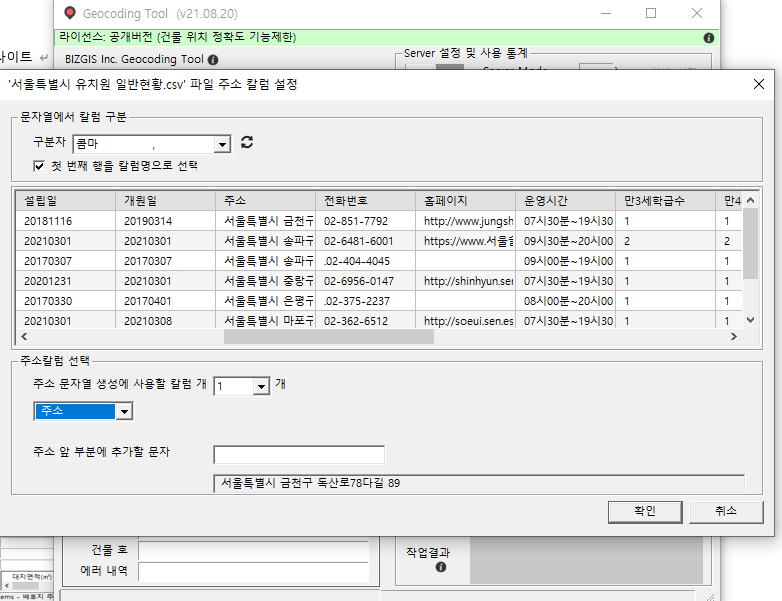 Geocoding Tool (v21.08.20)
라이선스: 공개버전 (건물 위치 정확도 기능제한)
라이트
BIZGIS Inc. Geocoding Tool
Server 설정 및 사용 통계
'서울특별시 유치원 일반현황.csv' 파일 주소 칼럼 설정
문자열에서 칼럼 구분
구분자 콤마 ,
첫 번째 행을 칼럼명으로 선택
설립일 개원일 주소 전화번호 홈페이지 운영시간 만3세학급수 만4
20181116 20190314 서울특별시 금천구 02-851-7792 http://www.jungsh 07시30분~19시30 1 1
20210301 20210301 서울특별시 송파구 02-6481-6001 https://www.서울 09시30분~20시00 2 2
20170307 20170307 서울특별시 송파구 .02-404-4045 09시00분~19시00 1 1
20201231 20210301 서울특별시 중랑구 02-6956-0147 http://shinhyun.ser 07시30분~19시30 1 1
20170330 20170401 서울특별시 은평구 .02-375-2237 08시00분~20시00 1 1
20210301 20210308 서울특별시 마포구 02-362-6512 http://soeui.sen.es 07시30분~19시30 1 1
주소칼럼 선택
주소 문자열 생성에 사용할 칼럼 개 1 개
주소
주소 앞 부분에 추가할 문자
서울특별시 금천구 독산로78다길 89
확인 취소
건물 호
에러 내역
작업결과
대지면적(㎡)